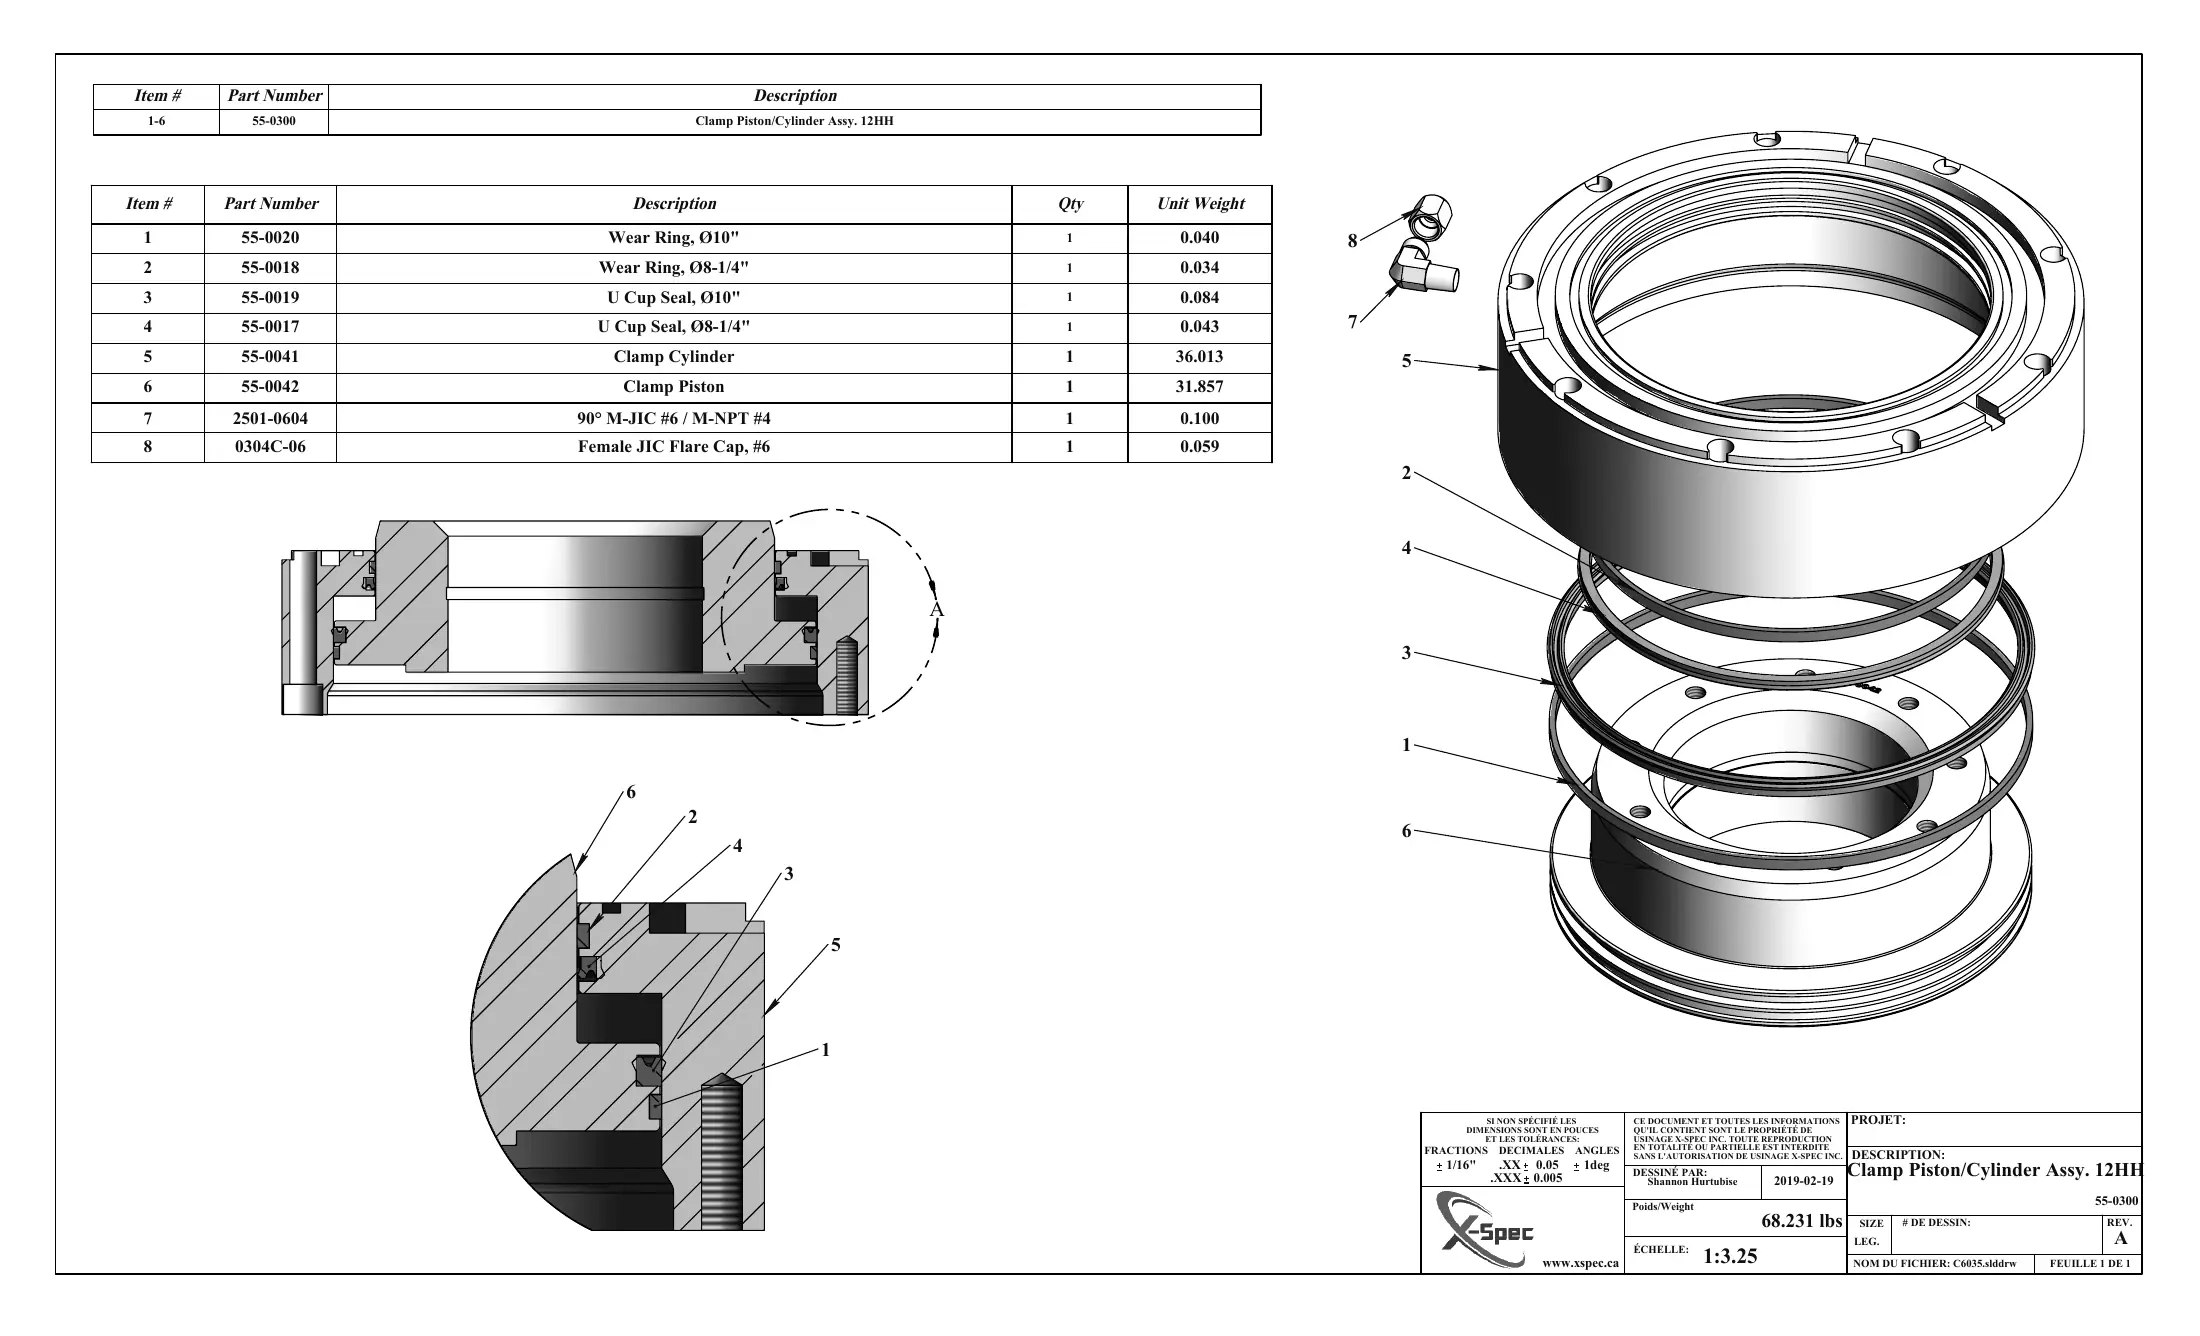 Item # Part Number Description
1-6 55-0300 Clamp Piston/Cylinder Assy. 12HH
Item # Part Number Description Qty Unit Weight
1 55-0020 Wear Ring, Ø10" 1 0.040
2 55-0018 Wear Ring, Ø8-1/4" 1 0.034
3 55-0019 U Cup Seal, Ø10" 1 0.084
4 55-0017 U Cup Seal, Ø8-1/4" 1 0.043
5 55-0041 Clamp Cylinder 1 36.013
6 55-0042 Clamp Piston 1 31.857
7 2501-0604 90° M-JIC #6 / M-NPT #4 1 0.100
8 0304C-06 Female JIC Flare Cap, #6 1 0.059
8
7
5
2
4
3
1
6
A
6
2
4
3
5
1
SI NON SPÉCIFIÉ LES
DIMENSIONS SONT EN POUCES
ET LES TOLÉRANCES:
FRACTIONS DECIMALES ANGLES
± 1/16" .XX ± 0.05 ± 1deg
.XXX ± 0.005
X-Spec
www.xspec.ca
CE DOCUMENT ET TOUTES LES INFORMATIONS
QU'IL CONTIENT SONT LE PROPRIÉTÉ DE
USINAGE X-SPEC INC. TOUTE REPRODUCTION
EN TOTALITÉ OU PARTIELLE EST INTERDITE
SANS L'AUTORISATION DE USINAGE X-SPEC INC.
DESSINÉ PAR:
Shannon Hurtubise 2019-02-19
Poids/Weight
68.231 lbs
ÉCHELLE: 1:3.25
PROJET:
DESCRIPTION:
Clamp Piston/Cylinder Assy. 12HH
55-0300
SIZE # DE DESSIN: REV.
LEG. A
NOM DU FICHIER: C6035.slddrw FEUILLE 1 DE 1